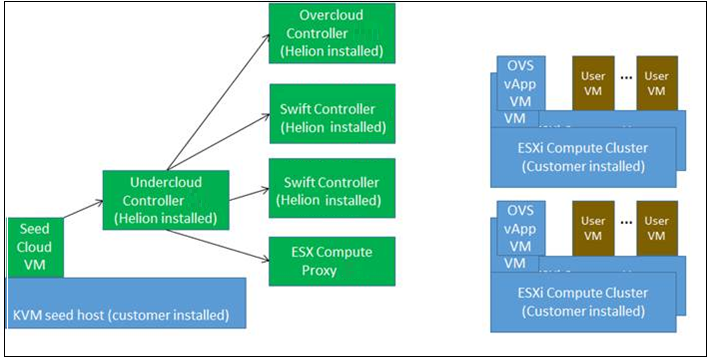 Overcloud
Controller
(Helion installed)
Swift Controller
(Helion installed)
Undercloud
Controller
(Helion installed)
Swift Controller
(Helion installed)
ESX Compute
Proxy
Seed
Cloud
VM
KVM seed host (customer installed)
OVS
vApp
VM
VM
User
VM
...
User
VM
ESXi Compute Cluster
(Customer installed)
OVS
vApp
VM
VM
User
VM
...
User
VM
ESXi Compute Cluster
(Customer installed)